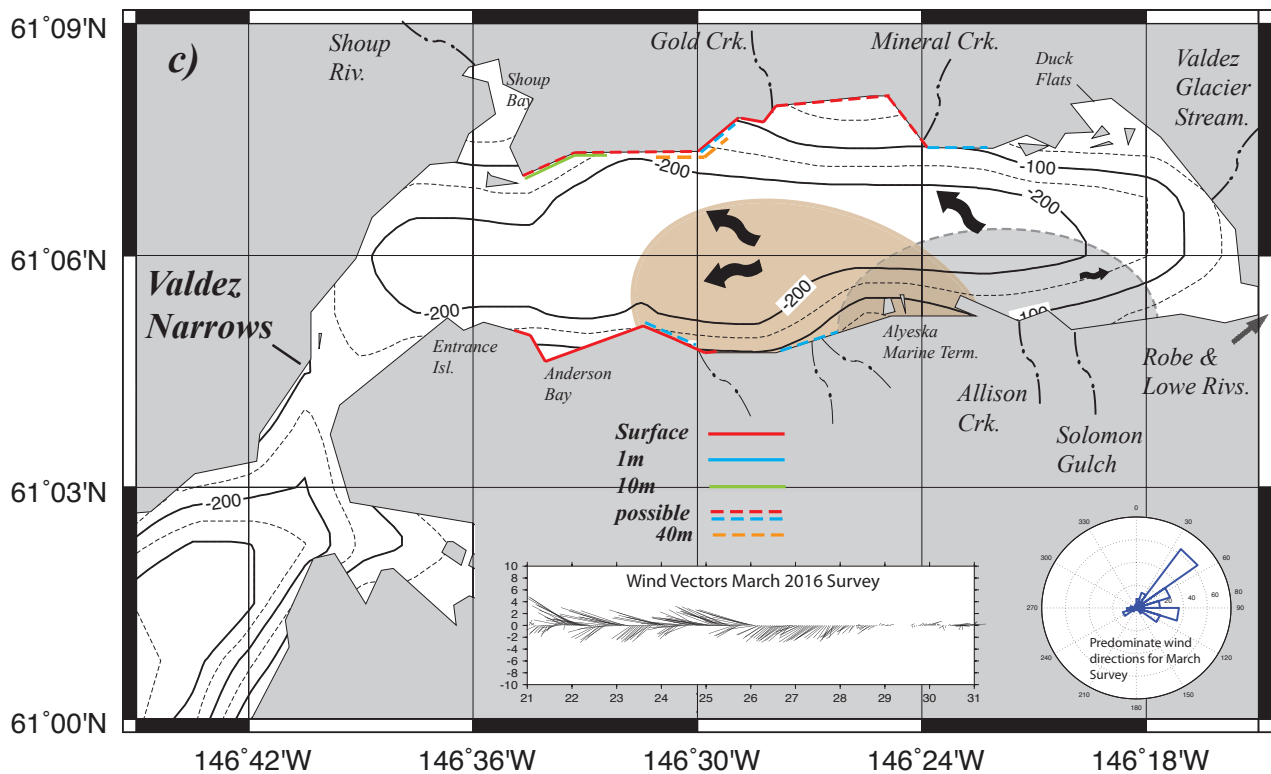 61°09'N
c)
Shoup
Riv.
Gold Crk.
Mineral Crk.
Duck
Flats
Valdez
Glacier
Stream.
Shoup
Bay
-200
-100
-200
61°06'N
Valdez
Narrows
-200
-200
-100
Entrance
Isl.
Anderson
Bay
Alyeska
Marine Term.
Robe &
Lowe Rivs.
Allison
Crk.
Solomon
Gulch
Surface
1m
10m
possible
40m
61°03'N
-200
Wind Vectors March 2016 Survey
10
8
6
4
2
0
-2
-4
-6
-8
-10
21 22 23 24 25 26 27 28 29 30 31
0
30
60
90
120
150
180
210
240
270
300
330
20 40 60 80
Predominate wind
directions for March
Survey
61°00'N
146°42'W 146°36'W 146°30'W 146°24'W 146°18'W